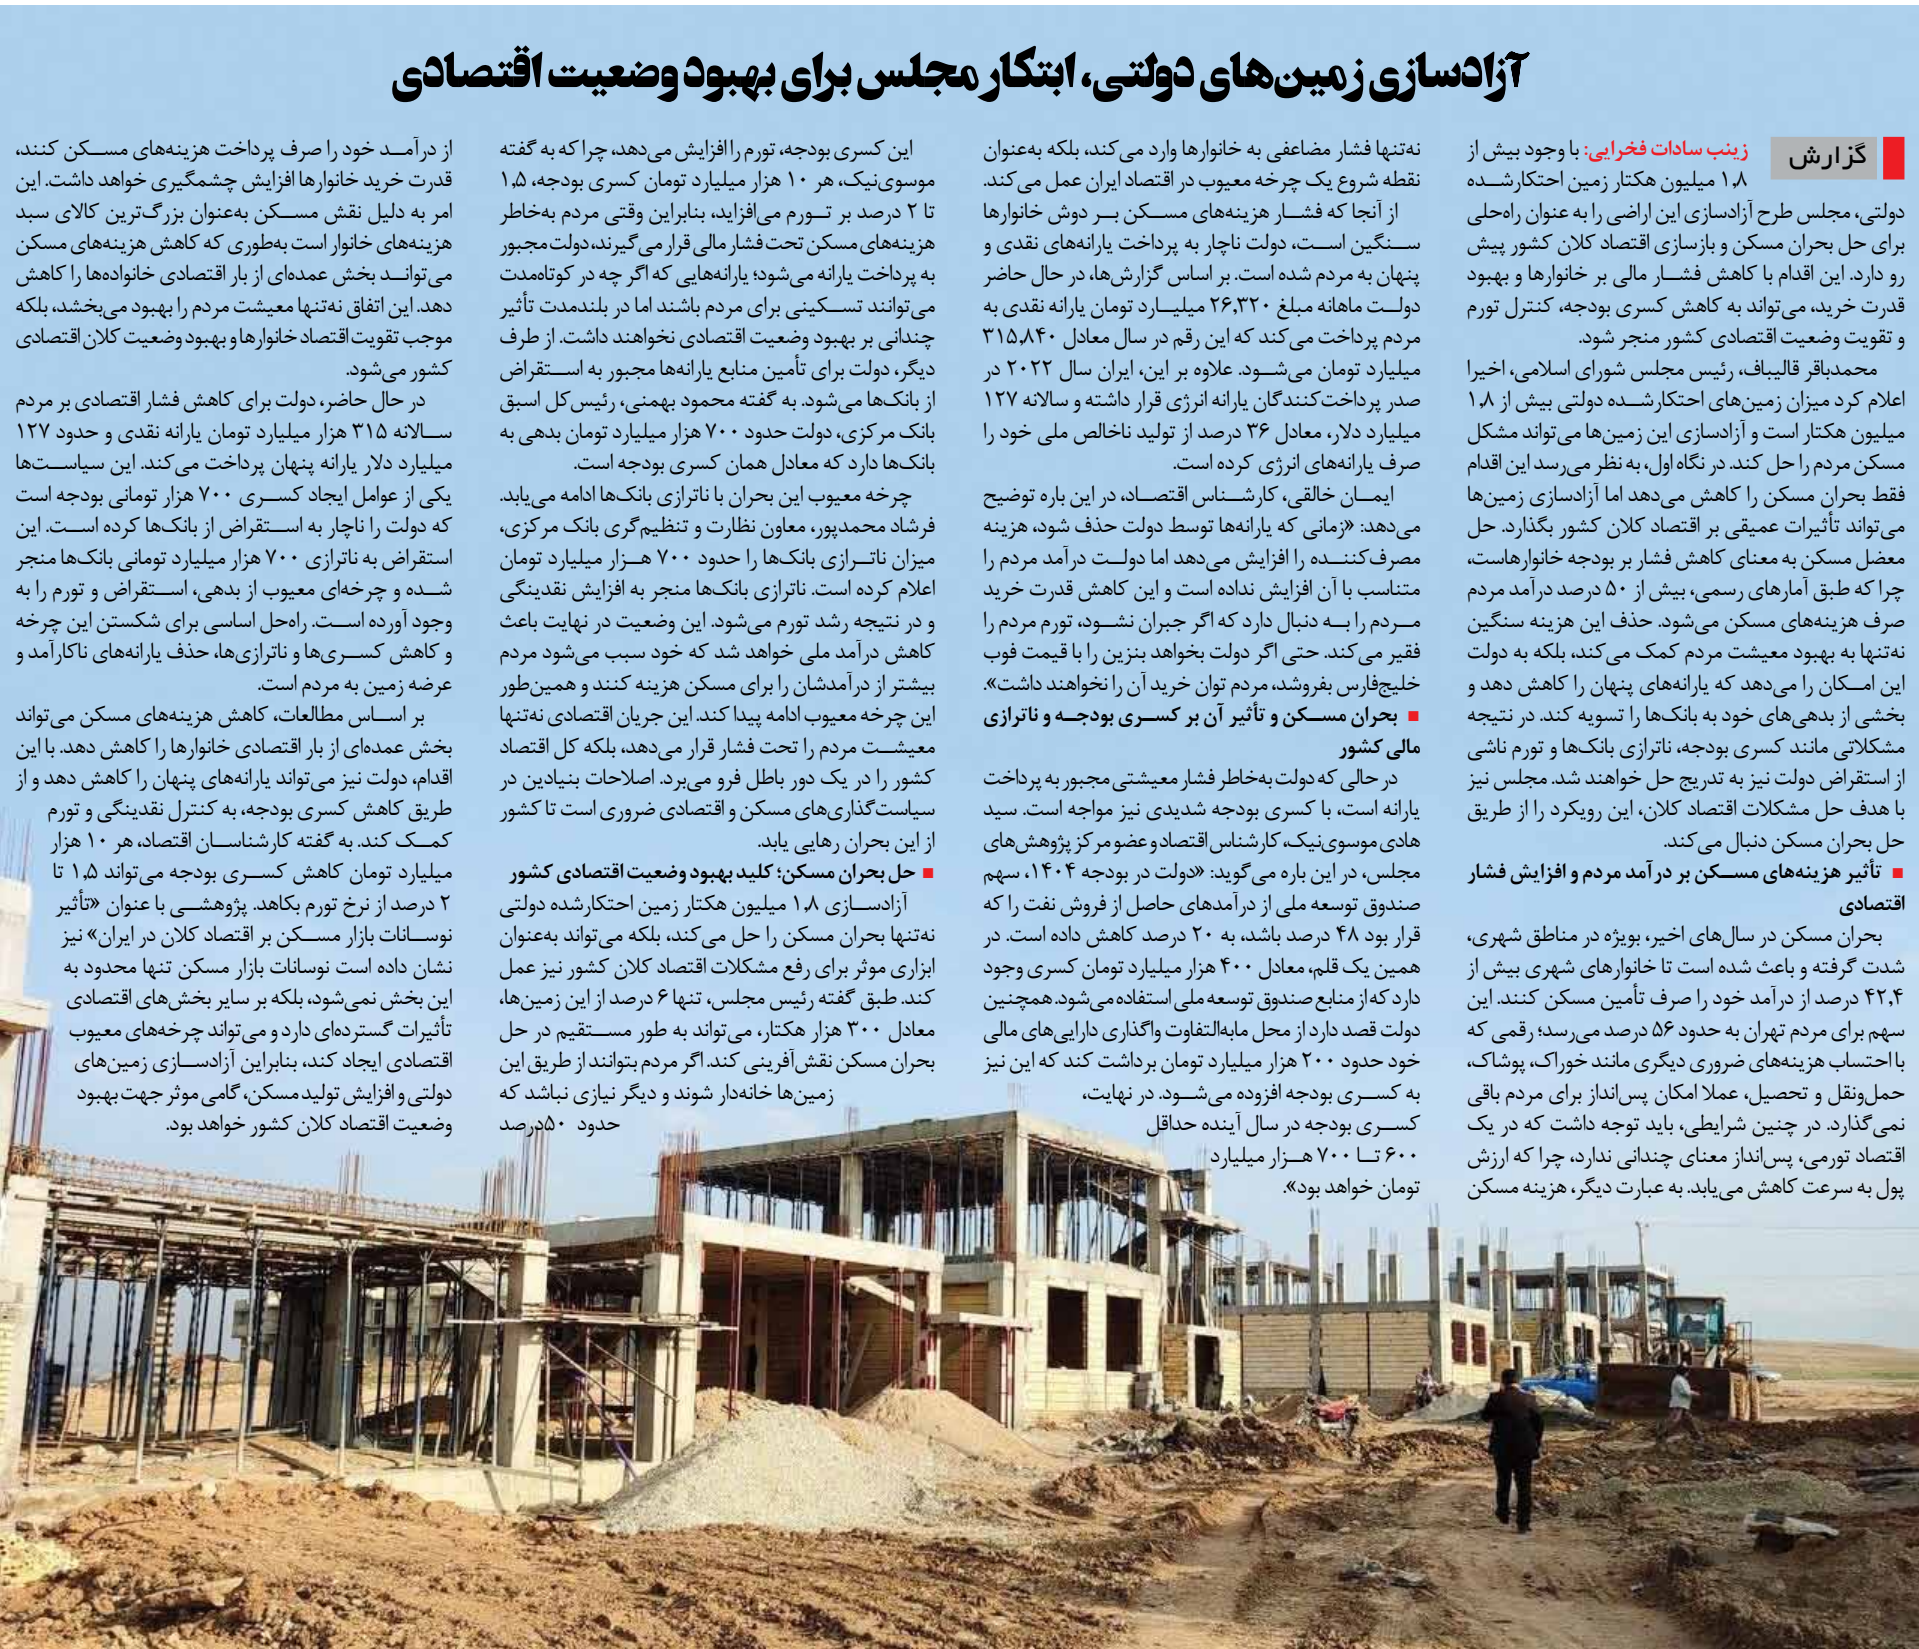 آزادسازی زمین‌های دولتی، ابتکار مجلس برای بهبود وضعیت اقتصادی
گزارش
زینب سادات فخرایی: با وجود بیش از
۱٫۸ میلیون هکتار زمین احتکارشده
دولتی، مجلس طرح آزادسازی این اراضی را به عنوان راه‌حلی
برای حل بحران مسکن و بازسازی اقتصاد کلان کشور پیش
رو دارد. این اقدام با کاهش فشار مالی بر خانوارها و بهبود
قدرت خرید، می‌تواند به کاهش کسری بودجه، کنترل تورم
و تقویت وضعیت اقتصادی کشور منجر شود.
محمدباقر قالیباف، رئیس مجلس شورای اسلامی، اخیرا
اعلام کرد میزان زمین‌های احتکارشده دولتی بیش از ۱٫۸
میلیون هکتار است و آزادسازی این زمین‌ها می‌تواند مشکل
مسکن مردم را حل کند. در نگاه اول، به نظر می‌رسد این اقدام
فقط بحران مسکن را کاهش می‌دهد اما آزادسازی زمین‌ها
می‌تواند تأثیرات عمیقی بر اقتصاد کلان کشور بگذارد. حل
معضل مسکن به معنای کاهش فشار بر بودجه خانوارهاست،
چرا که طبق آمارهای رسمی، بیش از ۵۰ درصد درآمد مردم
صرف هزینه‌های مسکن می‌شود. حذف این هزینه سنگین
نه‌تنها به بهبود معیشت مردم کمک می‌کند، بلکه به دولت
این امکان را می‌دهد که یارانه‌های پنهان را کاهش دهد و
بخشی از بدهی‌های خود به بانک‌ها را تسویه کند. در نتیجه
مشکلاتی مانند کسری بودجه، ناترازی بانک‌ها و تورم ناشی
از استقراض دولت نیز به تدریج حل خواهند شد. مجلس نیز
با هدف حل مشکلات اقتصاد کلان، این رویکرد را از طریق
حل بحران مسکن دنبال می‌کند.
■ تأثیر هزینه‌های مسکن بر درآمد مردم و افزایش فشار
اقتصادی
بحران مسکن در سال‌های اخیر، بویژه در مناطق شهری،
شدت گرفته و باعث شده است تا خانوارهای شهری بیش از
۴۲٫۴ درصد از درآمد خود را صرف تأمین مسکن کنند. این
سهم برای مردم تهران به حدود ۵۶ درصد می‌رسد؛ رقمی که
با احتساب هزینه‌های ضروری دیگری مانند خوراک، پوشاک،
حمل‌ونقل و تحصیل، عملا امکان پس‌انداز برای مردم باقی
نمی‌گذارد. در چنین شرایطی، باید توجه داشت که در یک
اقتصاد تورمی، پس‌انداز معنای چندانی ندارد، چرا که ارزش
پول به سرعت کاهش می‌یابد. به عبارت دیگر، هزینه مسکن
نه‌تنها فشار مضاعفی به خانوارها وارد می‌کند، بلکه به‌عنوان
نقطه شروع یک چرخه معیوب در اقتصاد ایران عمل می‌کند.
از آنجا که فشار هزینه‌های مسکن بر دوش خانوارها
سنگین است، دولت ناچار به پرداخت یارانه‌های نقدی و
پنهان به مردم شده است. بر اساس گزارش‌ها، در حال حاضر
دولت ماهانه مبلغ ۲۶٫۳۲۰ میلیارد تومان یارانه نقدی به
مردم پرداخت می‌کند که این رقم در سال معادل ۳۱۵٫۸۴۰
میلیارد تومان می‌شود. علاوه بر این، ایران سال ۲۰۲۲ در
صدر پرداخت‌کنندگان یارانه انرژی قرار داشته و سالانه ۱۲۷
میلیارد دلار، معادل ۳۶ درصد از تولید ناخالص ملی خود را
صرف یارانه‌های انرژی کرده است.
ایمان خالقی، کارشناس اقتصاد، در این باره توضیح
می‌دهد: «زمانی که یارانه‌ها توسط دولت حذف شود، هزینه
مصرف‌کننده را افزایش می‌دهد اما دولت درآمد مردم را
متناسب با آن افزایش نداده است و این کاهش قدرت خرید
مردم را به دنبال دارد که اگر جبران نشود، تورم مردم را
فقیر می‌کند. حتی اگر دولت بخواهد بنزین را با قیمت فوب
خلیج‌فارس بفروشد، مردم توان خرید آن را نخواهند داشت».
■ بحران مسکن و تأثیر آن بر کسری بودجه و ناترازی
مالی کشور
در حالی که دولت به‌خاطر فشار معیشتی مجبور به پرداخت
یارانه است، با کسری بودجه شدیدی نیز مواجه است. سید
هادی موسوی‌نیک، کارشناس اقتصاد و عضو مرکز پژوهش‌های
مجلس، در این باره می‌گوید: «دولت در بودجه ۱۴۰۴، سهم
صندوق توسعه ملی از درآمدهای حاصل از فروش نفت را که
قرار بود ۴۸ درصد باشد، به ۲۰ درصد کاهش داده است. در
همین یک قلم، معادل ۴۰۰ هزار میلیارد تومان کسری وجود
دارد که از منابع صندوق توسعه ملی استفاده می‌شود. همچنین
دولت قصد دارد از محل مابه‌التفاوت واگذاری دارایی‌های مالی
خود حدود ۲۰۰ هزار میلیارد تومان برداشت کند که این نیز
به کسری بودجه افزوده می‌شود. در نهایت،
کسری بودجه در سال آینده حداقل
۶۰۰ تا ۷۰۰ هزار میلیارد
تومان خواهد بود».
این کسری بودجه، تورم را افزایش می‌دهد، چرا که به گفته
موسوی‌نیک، هر ۱۰ هزار میلیارد تومان کسری بودجه، ۱٫۵
تا ۲ درصد بر تورم می‌افزاید، بنابراین وقتی مردم به‌خاطر
هزینه‌های مسکن تحت فشار مالی قرار می‌گیرند، دولت مجبور
به پرداخت یارانه می‌شود؛ یارانه‌هایی که اگر چه در کوتاه‌مدت
می‌توانند تسکینی برای مردم باشند اما در بلندمدت تأثیر
چندانی بر بهبود وضعیت اقتصادی نخواهند داشت. از طرف
دیگر، دولت برای تأمین منابع یارانه‌ها مجبور به استقراض
از بانک‌ها می‌شود. به گفته محمود بهمنی، رئیس‌کل اسبق
بانک مرکزی، دولت حدود ۷۰۰ هزار میلیارد تومان بدهی به
بانک‌ها دارد که معادل همان کسری بودجه است.
چرخه معیوب این بحران با ناترازی بانک‌ها ادامه می‌یابد.
فرشاد محمدپور، معاون نظارت و تنظیم‌گری بانک مرکزی،
میزان ناترازی بانک‌ها را حدود ۷۰۰ هزار میلیارد تومان
اعلام کرده است. ناترازی بانک‌ها منجر به افزایش نقدینگی
و در نتیجه رشد تورم می‌شود. این وضعیت در نهایت باعث
کاهش درآمد ملی خواهد شد که خود سبب می‌شود مردم
بیشتر از درآمدشان را برای مسکن هزینه کنند و همین‌طور
این چرخه معیوب ادامه پیدا کند. این جریان اقتصادی نه‌تنها
معیشت مردم را تحت فشار قرار می‌دهد، بلکه کل اقتصاد
کشور را در یک دور باطل فرو می‌برد. اصلاحات بنیادین در
سیاست‌گذاری‌های مسکن و اقتصادی ضروری است تا کشور
از این بحران رهایی یابد.
■ حل بحران مسکن؛ کلید بهبود وضعیت اقتصادی کشور
آزادسازی ۱٫۸ میلیون هکتار زمین احتکارشده دولتی
نه‌تنها بحران مسکن را حل می‌کند، بلکه می‌تواند به‌عنوان
ابزاری موثر برای رفع مشکلات اقتصاد کلان کشور نیز عمل
کند. طبق گفته رئیس مجلس، تنها ۶ درصد از این زمین‌ها،
معادل ۳۰۰ هزار هکتار، می‌تواند به طور مستقیم در حل
بحران مسکن نقش‌آفرینی کند. اگر مردم بتوانند از طریق این
زمین‌ها خانه‌دار شوند و دیگر نیازی نباشد که
حدود ۵۰درصد
از درآمد خود را صرف پرداخت هزینه‌های مسکن کنند،
قدرت خرید خانوارها افزایش چشمگیری خواهد داشت. این
امر به دلیل نقش مسکن به‌عنوان بزرگ‌ترین کالای سبد
هزینه‌های خانوار است به‌طوری که کاهش هزینه‌های مسکن
می‌تواند بخش عمده‌ای از بار اقتصادی خانواده‌ها را کاهش
دهد. این اتفاق نه‌تنها معیشت مردم را بهبود می‌بخشد، بلکه
موجب تقویت اقتصاد خانوارها و بهبود وضعیت کلان اقتصادی
کشور می‌شود.
در حال حاضر، دولت برای کاهش فشار اقتصادی بر مردم
سالانه ۳۱۵ هزار میلیارد تومان یارانه نقدی و حدود ۱۲۷
میلیارد دلار یارانه پنهان پرداخت می‌کند. این سیاست‌ها
یکی از عوامل ایجاد کسری ۷۰۰ هزار تومانی بودجه است
که دولت را ناچار به استقراض از بانک‌ها کرده است. این
استقراض به ناترازی ۷۰۰ هزار میلیارد تومانی بانک‌ها منجر
شده و چرخه‌ای معیوب از بدهی، استقراض و تورم را به
وجود آورده است. راه‌حل اساسی برای شکستن این چرخه
و کاهش کسری‌ها و ناترازی‌ها، حذف یارانه‌های ناکارآمد و
عرضه زمین به مردم است.
بر اساس مطالعات، کاهش هزینه‌های مسکن می‌تواند
بخش عمده‌ای از بار اقتصادی خانوارها را کاهش دهد. با این
اقدام، دولت نیز می‌تواند یارانه‌های پنهان را کاهش دهد و از
طریق کاهش کسری بودجه، به کنترل نقدینگی و تورم
کمک کند. به گفته کارشناسان اقتصاد، هر ۱۰ هزار
میلیارد تومان کاهش کسری بودجه می‌تواند ۱٫۵ تا
۲ درصد از نرخ تورم بکاهد. پژوهشی با عنوان «تأثیر
نوسانات بازار مسکن بر اقتصاد کلان در ایران» نیز
نشان داده است نوسانات بازار مسکن تنها محدود به
این بخش نمی‌شود، بلکه بر سایر بخش‌های اقتصادی
تأثیرات گسترده‌ای دارد و می‌تواند چرخه‌های معیوب
اقتصادی ایجاد کند، بنابراین آزادسازی زمین‌های
دولتی و افزایش تولید مسکن، گامی موثر جهت بهبود
وضعیت اقتصاد کلان کشور خواهد بود.